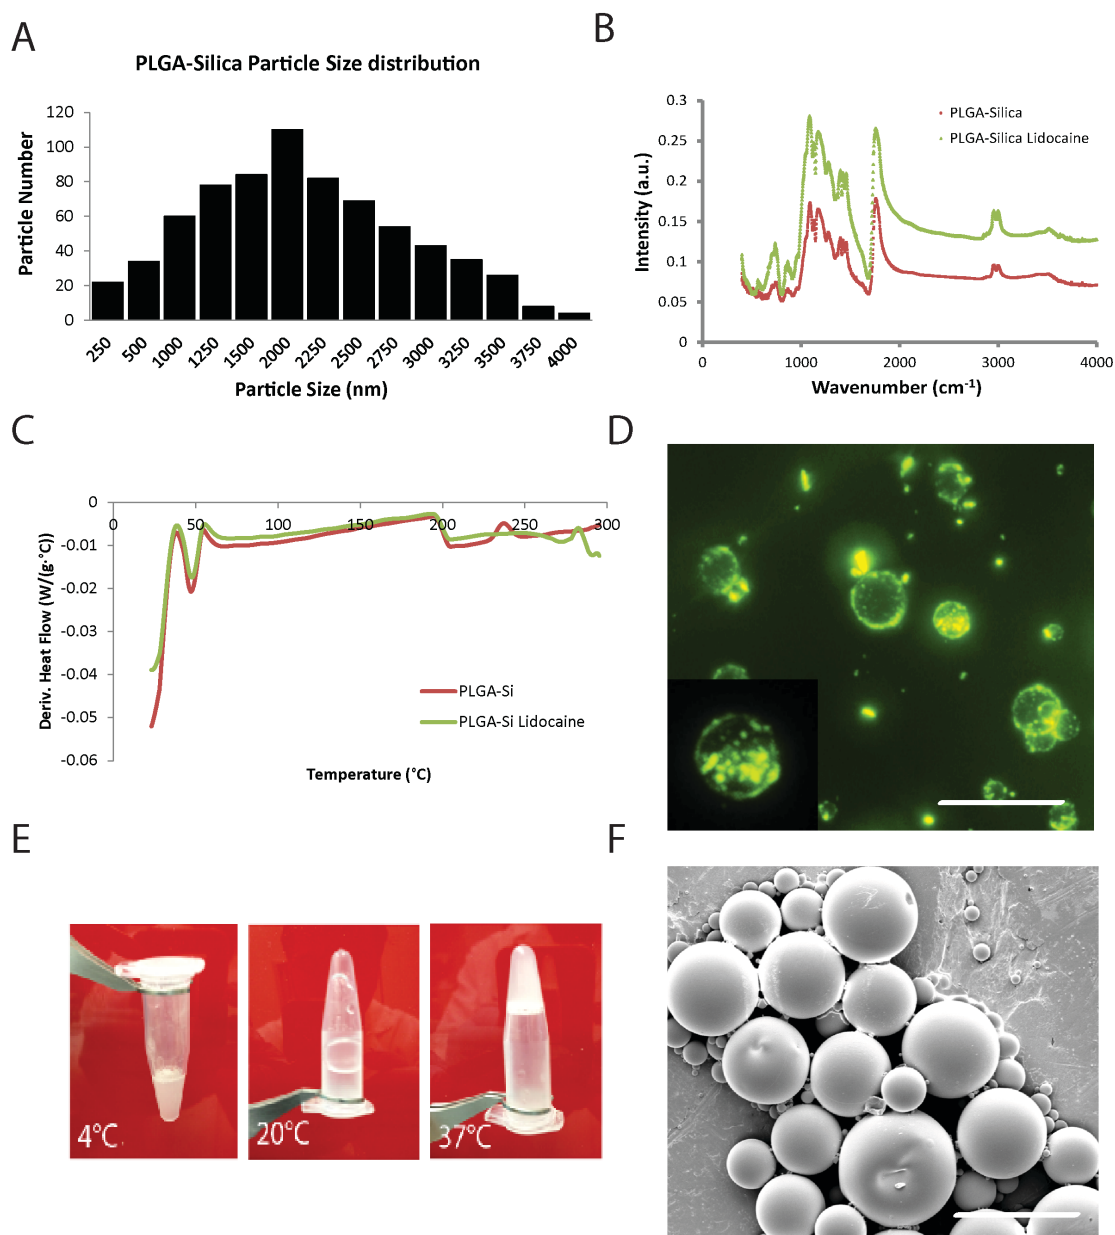 A
PLGA-Silica Particle Size distribution
Particle Number
120
100
80
60
40
20
0
250 500 1000 1250 1500 2000 2250 2500 2750 3000 3250 3500 3750 4000
Particle Size (nm)
B
Intensity (a.u.)
0.3
0.25
0.2
0.15
0.1
0.05
0
PLGA-Silica
PLGA-Silica Lidocaine
0 1000 2000 3000 4000
Wavenumber (cm⁻¹)
C
Deriv. Heat Flow (W/(g·°C))
0
-0.01
-0.02
-0.03
-0.04
-0.05
-0.06
0 50 100 150 200 250 300
PLGA-Si
PLGA-Si Lidocaine
Temperature (°C)
D
E
4°C
20°C
37°C
F